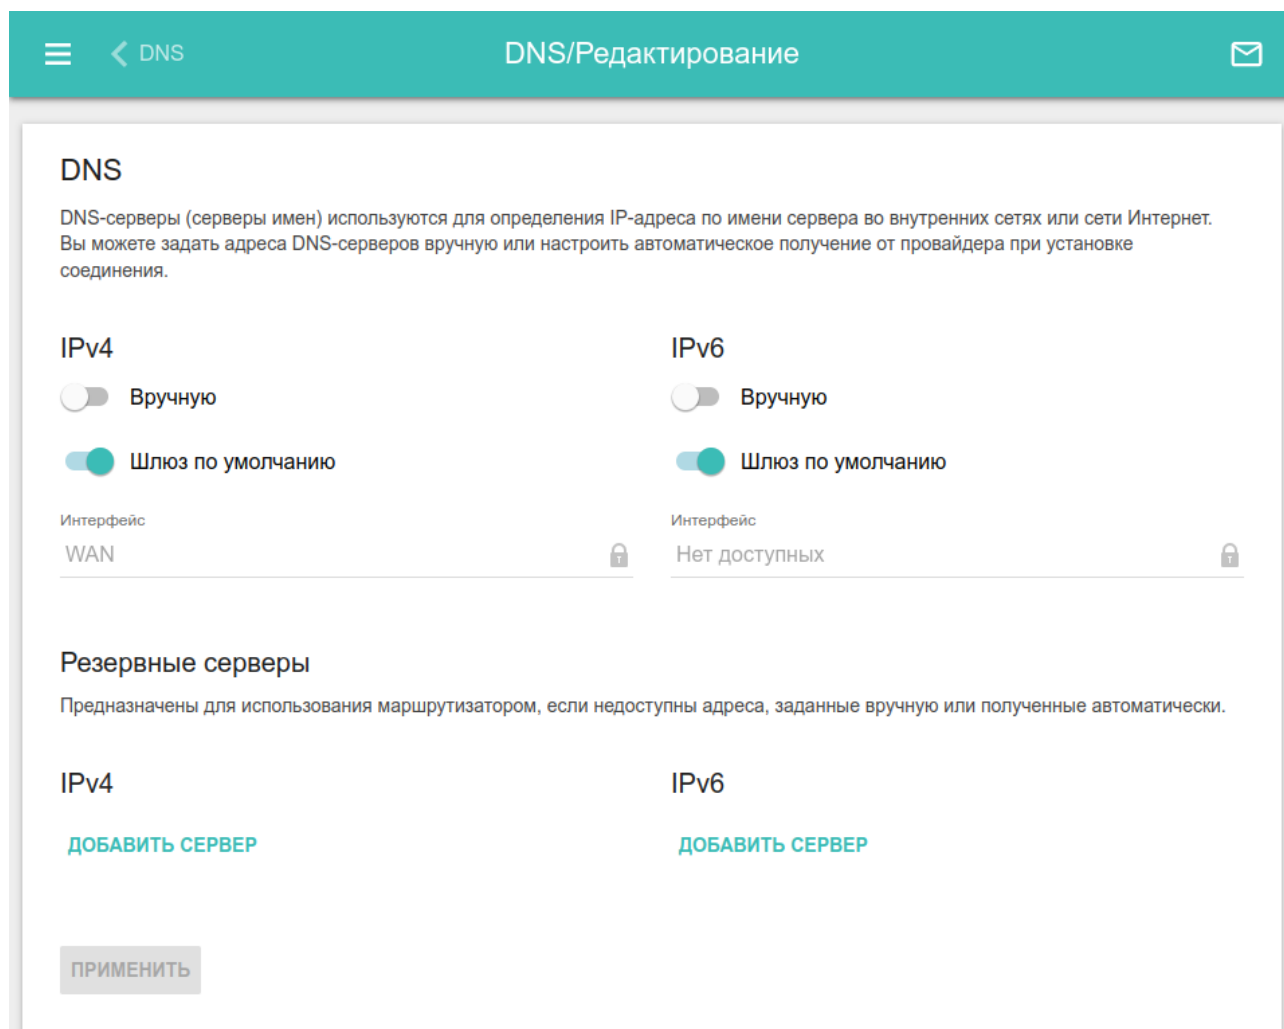 DNS
DNS/Редактирование
DNS
DNS-серверы (серверы имен) используются для определения IP-адреса по имени сервера во внутренних сетях или сети Интернет.
Вы можете задать адреса DNS-серверов вручную или настроить автоматическое получение от провайдера при установке
соединения.
IPv4
Вручную
Шлюз по умолчанию
Интерфейс
WAN
IPv6
Вручную
Шлюз по умолчанию
Интерфейс
Нет доступных
Резервные серверы
Предназначены для использования маршрутизатором, если недоступны адреса, заданные вручную или полученные автоматически.
IPv4
ДОБАВИТЬ СЕРВЕР
IPv6
ДОБАВИТЬ СЕРВЕР
ПРИМЕНИТЬ